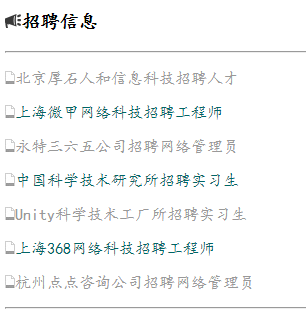 招聘信息
北京厚石人和信息科技招聘人才
上海微甲网络科技招聘工程师
永特三六五公司招聘网络管理员
中国科学技术研究所招聘实习生
Unity科学技术工厂所招聘实习生
上海368网络科技招聘工程师
杭州点点咨询公司招聘网络管理员